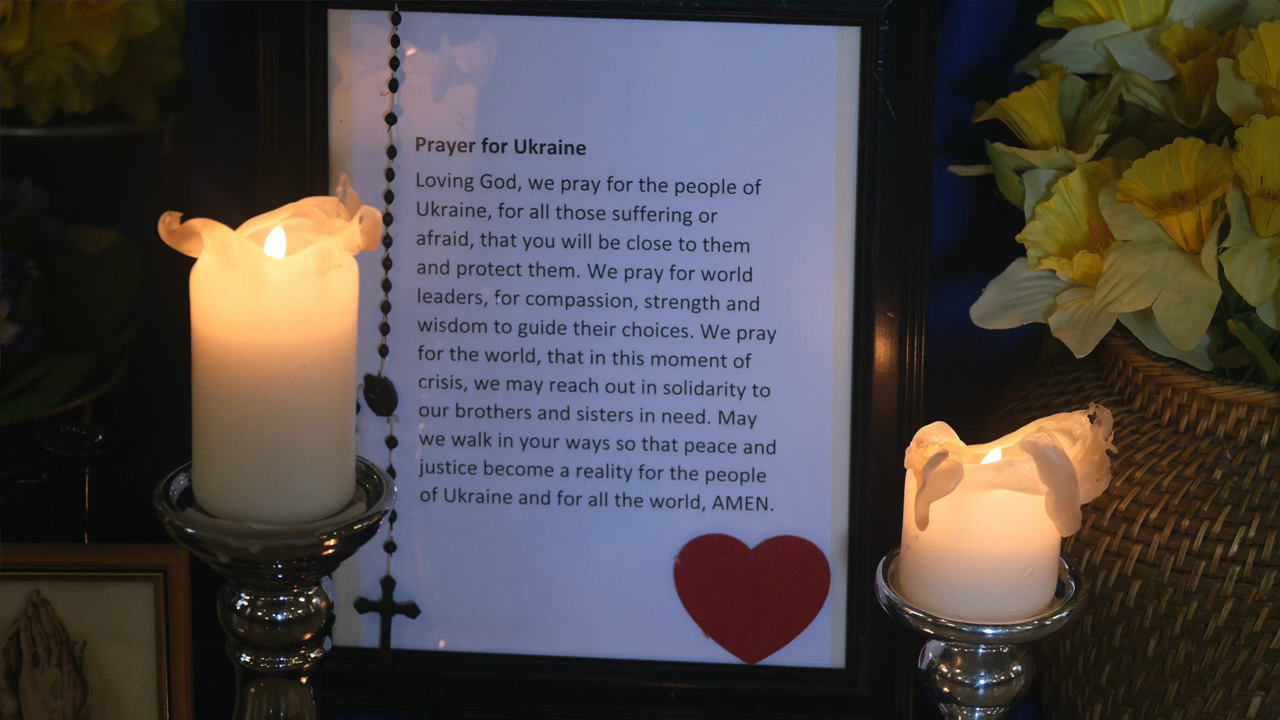 Prayer for Ukraine
Loving God, we pray for the people of
Ukraine, for all those suffering or
afraid, that you will be close to them
and protect them. We pray for world
leaders, for compassion, strength and
wisdom to guide their choices. We pray
for the world, that in this moment of
crisis, we may reach out in solidarity to
our brothers and sisters in need. May
we walk in your ways so that peace and
justice become a reality for the people
of Ukraine and for all the world, AMEN.